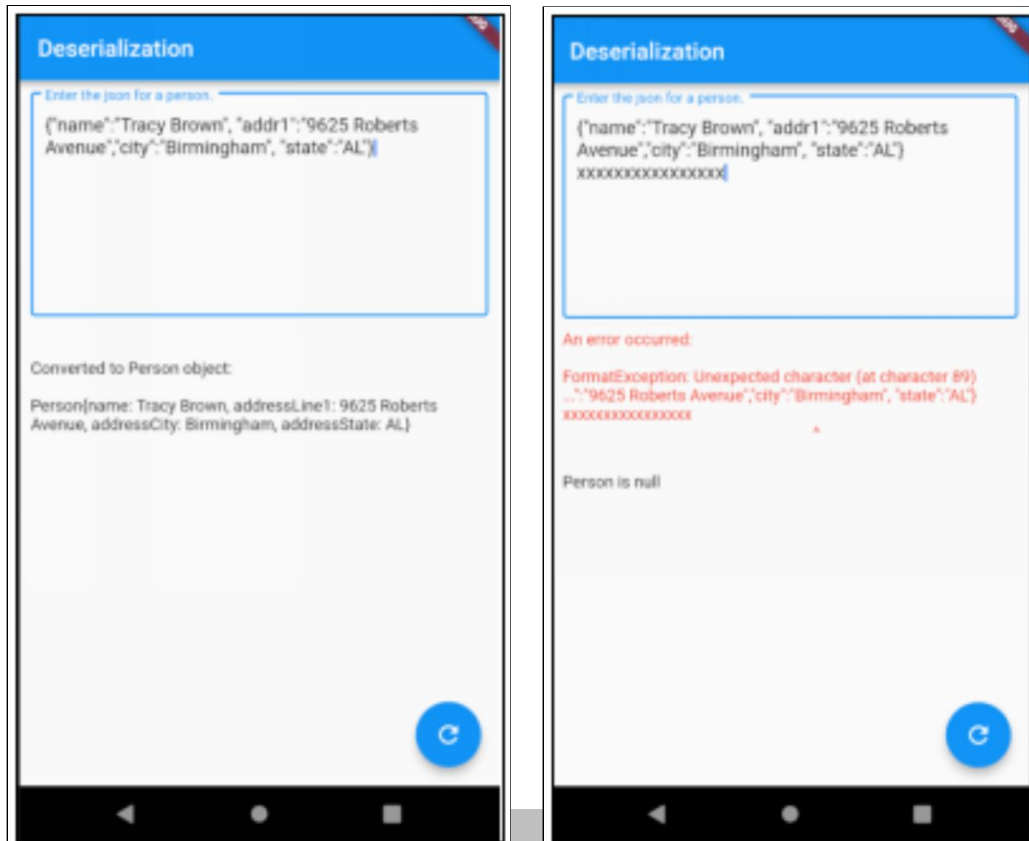 Deserialization
Enter the json for a person.
{"name":"Tracy Brown", "addr1":"9625 Roberts
Avenue","city":"Birmingham", "state":"AL"}
Converted to Person object:
Person{name: Tracy Brown, addressLine1: 9625 Roberts
Avenue, addressCity: Birmingham, addressState: AL}
Deserialization
Enter the json for a person.
{"name":"Tracy Brown", "addr1":"9625 Roberts
Avenue","city":"Birmingham", "state":"AL"}
xxxxxxxxxxxxxxxx
An error occurred:
FormatException: Unexpected character (at character 89)
...":"9625 Roberts Avenue","city":"Birmingham", "state":"AL"}
xxxxxxxxxxxxxxxx
^
Person is null